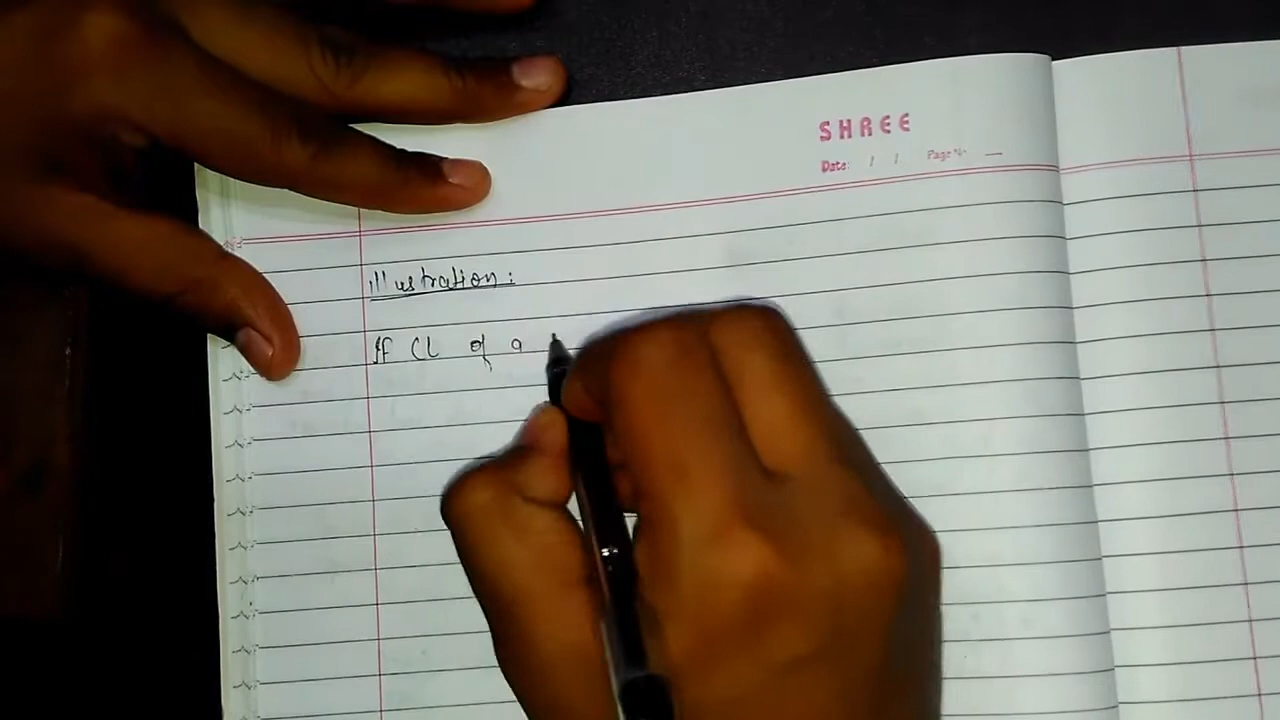 SHREE
Date: / / Page No
illustration:
If CL of a